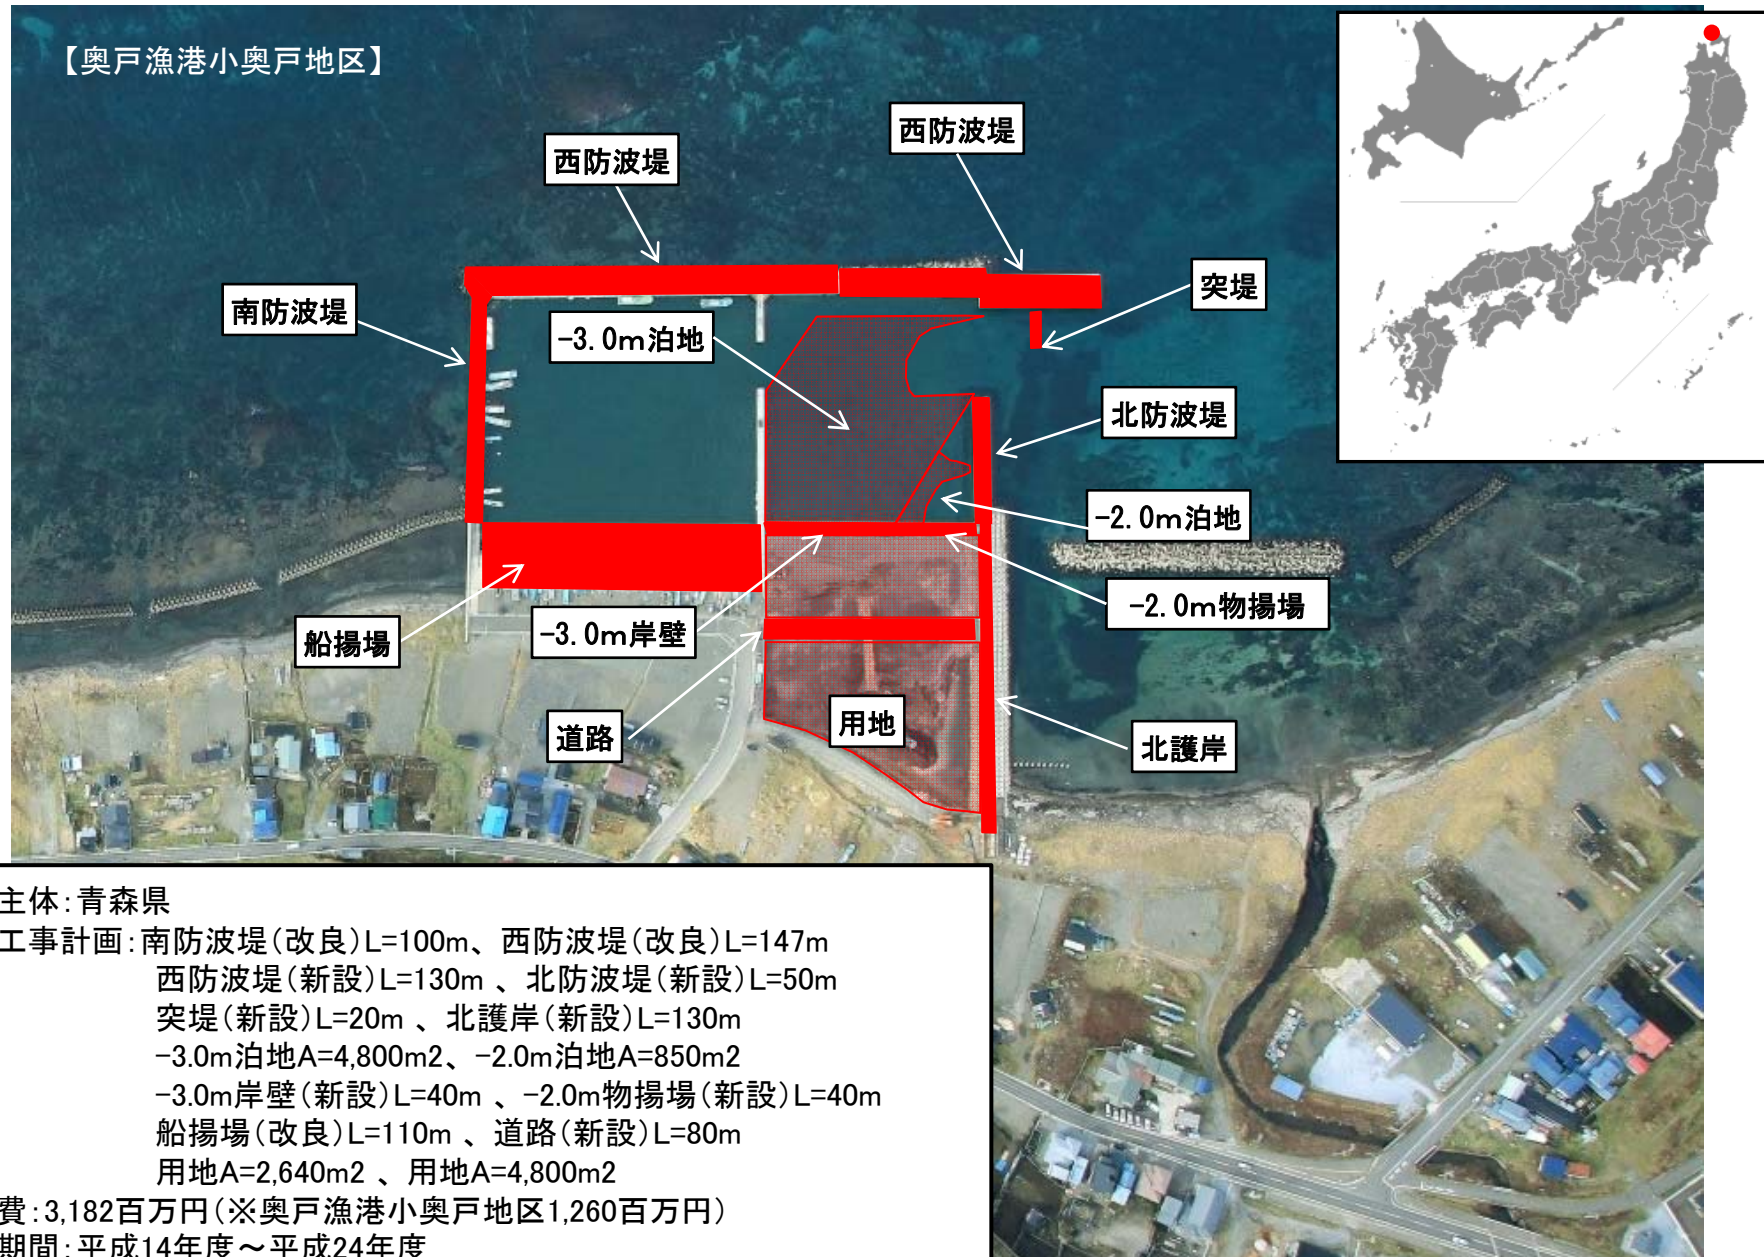 【奥戸漁港小奥戸地区】
西防波堤
西防波堤
南防波堤
-3.0m泊地
突堤
北防波堤
-2.0m泊地
-2.0m物揚場
-3.0m岸壁
船揚場
道路
用地
北護岸
主体：青森県
工事計画：南防波堤（改良）L=100m、西防波堤（改良）L=147m
西防波堤（新設）L=130m 、北防波堤（新設）L=50m
突堤（新設）L=20m 、北護岸（新設）L=130m
-3.0m泊地A=4,800m2、-2.0m泊地A=850m2
-3.0m岸壁（新設）L=40m 、-2.0m物揚場（新設）L=40m
船揚場（改良）L=110m 、道路（新設）L=80m
用地A=2,640m2 、用地A=4,800m2
費：3,182百万円（※奥戸漁港小奥戸地区1,260百万円）
期間：平成14年度～平成24年度